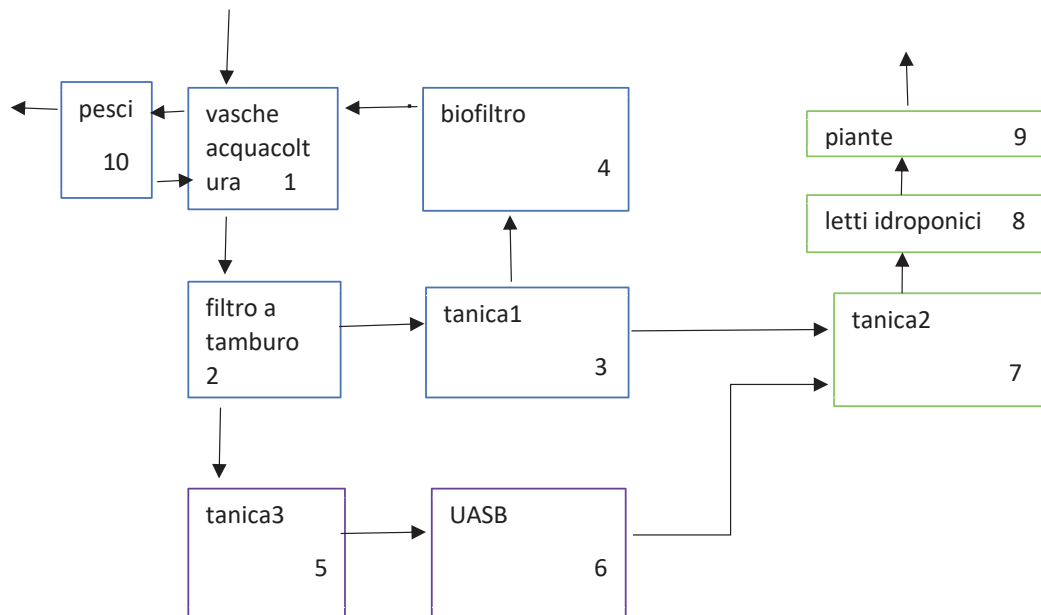 pesci
10
vasche
acquacolt
ura 1
biofiltro
4
piante 9
letti idroponici 8
filtro a
tamburo
2
tanica1
3
tanica2
7
tanica3
5
UASB
6